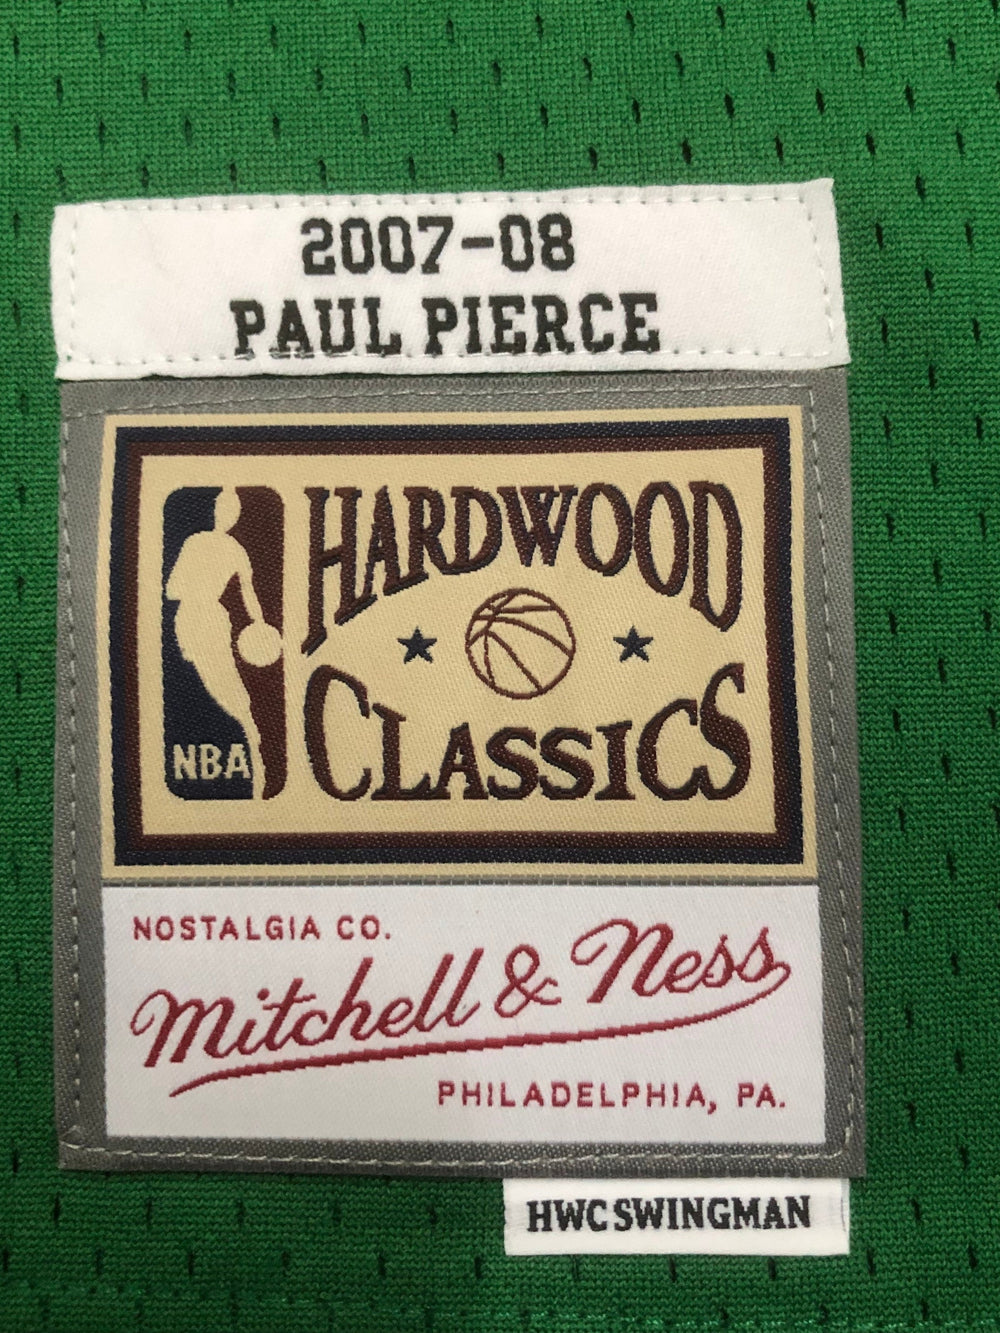 2007-08
PAUL PIERCE
HARDWOOD
CLASSICS
NBA
NOSTALGIA CO.
Mitchell & Ness
PHILADELPHIA, PA.
HWC SWINGMAN